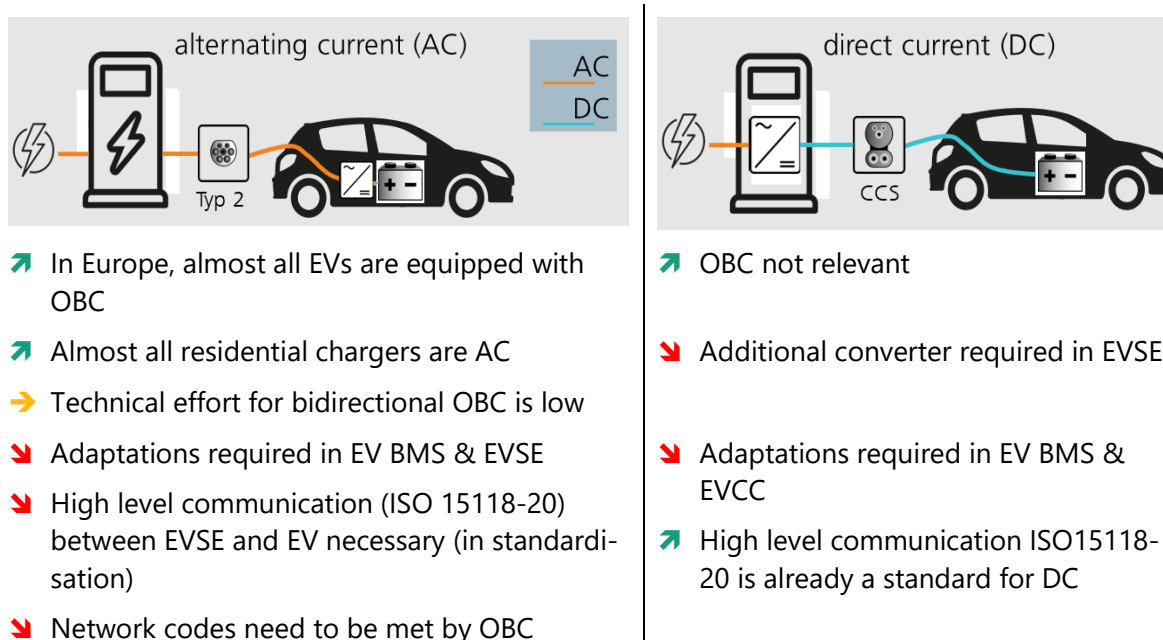 alternating current (AC)
AC
DC
Typ 2
In Europe, almost all EVs are equipped with
OBC
Almost all residential chargers are AC
Technical effort for bidirectional OBC is low
Adaptations required in EV BMS & EVSE
High level communication (ISO 15118-20)
between EVSE and EV necessary (in standardi-
sation)
Network codes need to be met by OBC
direct current (DC)
CCS
OBC not relevant
Additional converter required in EVSE
Adaptations required in EV BMS &
EVCC
High level communication ISO15118-
20 is already a standard for DC